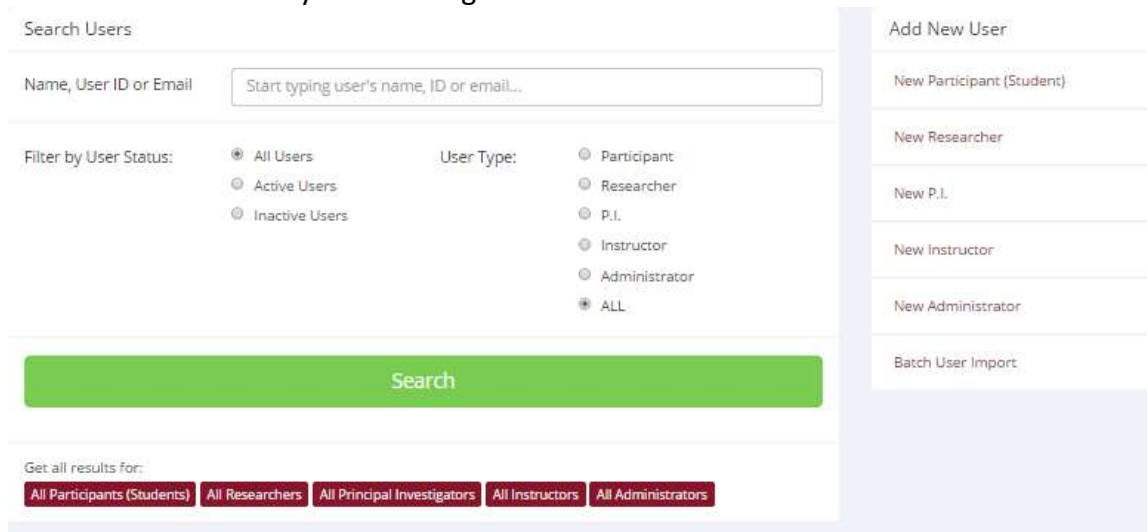 Search Users
Name, User ID or Email
Start typing user's name, ID or email...
Filter by User Status:
All Users
Active Users
Inactive Users
User Type:
Participant
Researcher
P.I.
Instructor
Administrator
ALL
Search
Get all results for:
All Participants (Students) All Researchers All Principal Investigators All Instructors All Administrators
Add New User
New Participant (Student)
New Researcher
New P.I.
New Instructor
New Administrator
Batch User Import